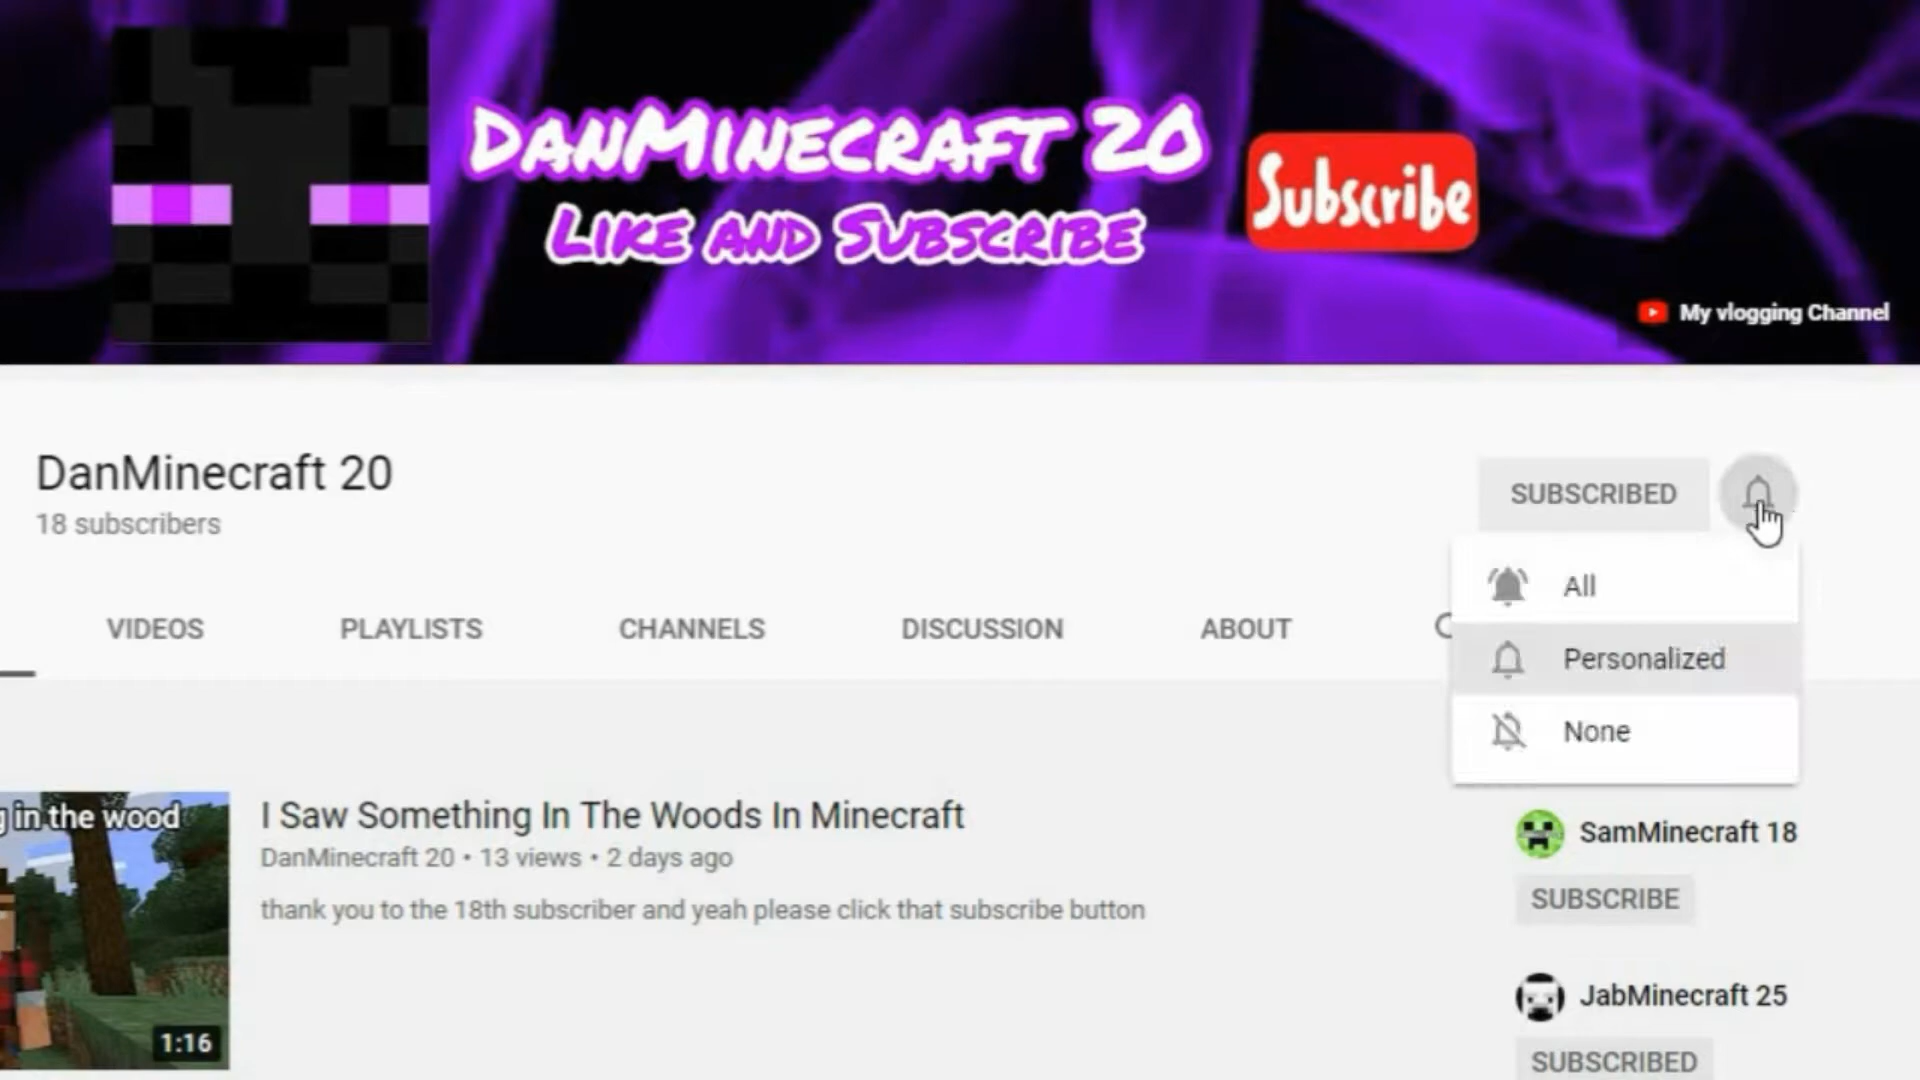 DanMinecraft 20
Like and Subscribe
Subscribe
My vlogging Channel
DanMinecraft 20
18 subscribers
SUBSCRIBED
All
Personalized
None
VIDEOS PLAYLISTS CHANNELS DISCUSSION ABOUT
in the wood
1:16
I Saw Something In The Woods In Minecraft
DanMinecraft 20 • 13 views • 2 days ago
thank you to the 18th subscriber and yeah please click that subscribe button
SamMinecraft 18
SUBSCRIBE
JabMinecraft 25
SUBSCRIBED